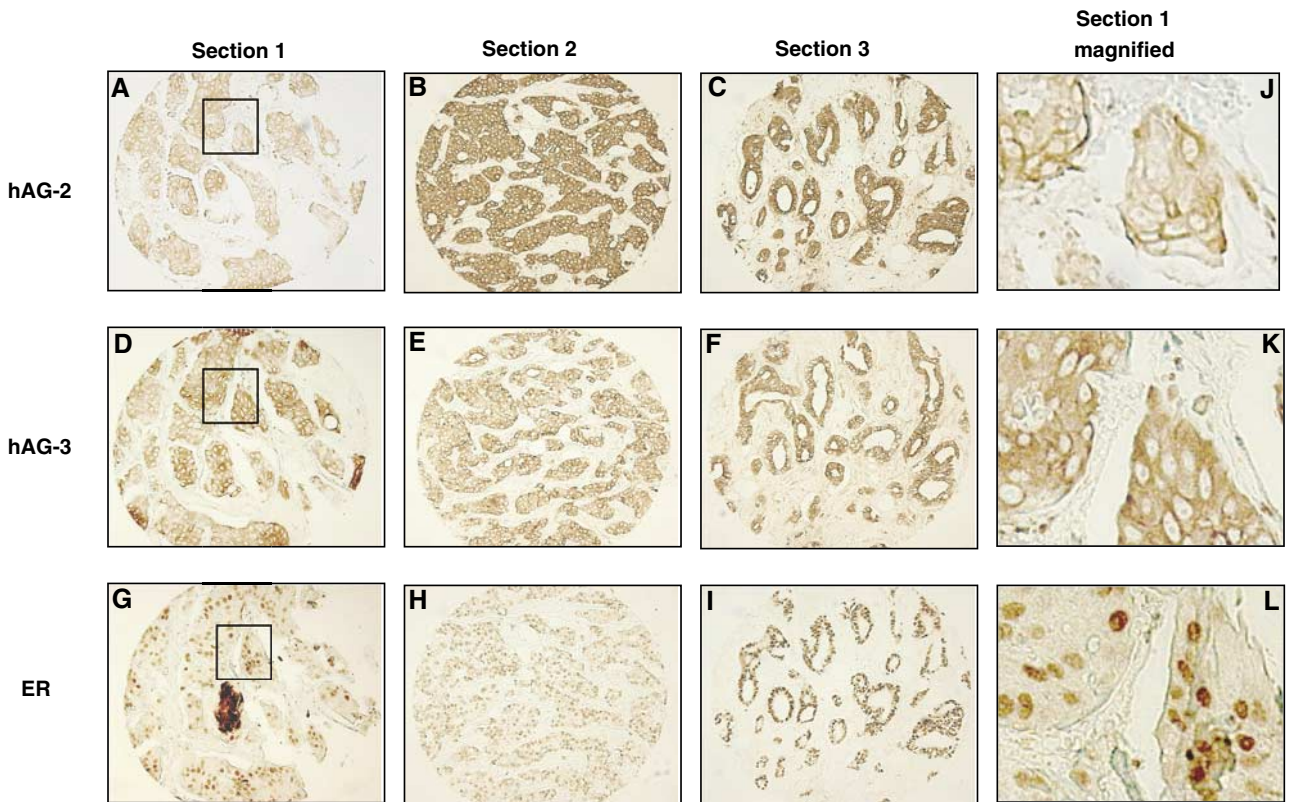 Section 1
Section 2
Section 3
Section 1
magnified
hAG-2
A
B
C
J
hAG-3
D
E
F
K
ER
G
H
I
L